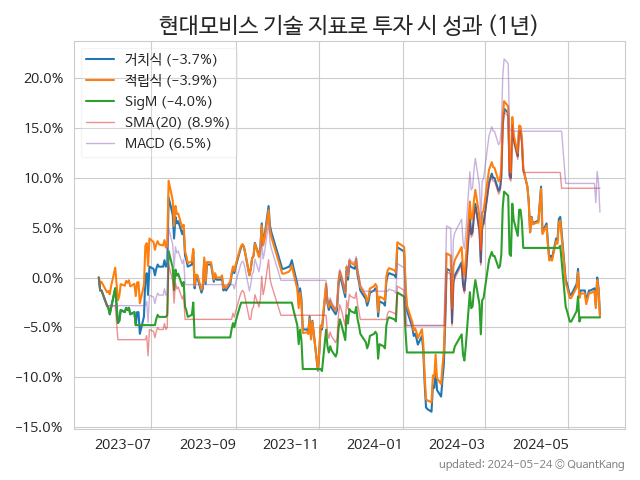 현대모비스 기술 지표로 투자 시 성과 (1년)
거치식 (−3.7%)
적립식 (−3.9%)
SigM (−4.0%)
SMA(20) (8.9%)
MACD (6.5%)
20.0%
15.0%
10.0%
5.0%
0.0%
−5.0%
−10.0%
−15.0%
2023−07 2023−09 2023−11 2024−01 2024−03 2024−05
updated: 2024−05−24 © QuantKang